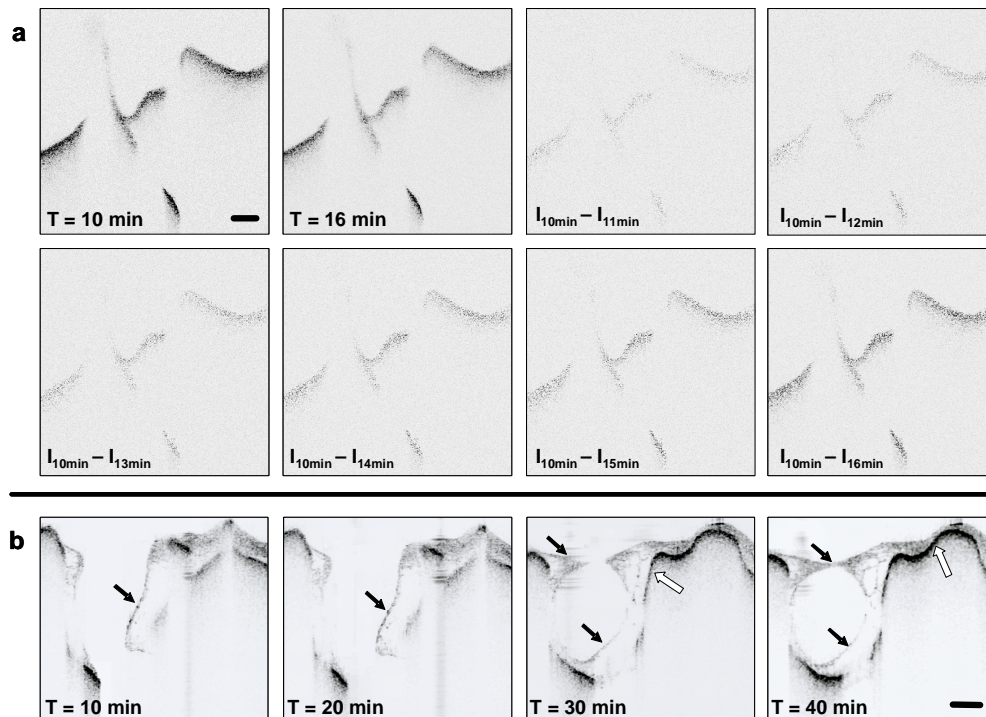 a
T = 10 min
T = 16 min
I10min – I11min
I10min – I12min
I10min – I13min
I10min – I14min
I10min – I15min
I10min – I16min
b
T = 10 min
T = 20 min
T = 30 min
T = 40 min